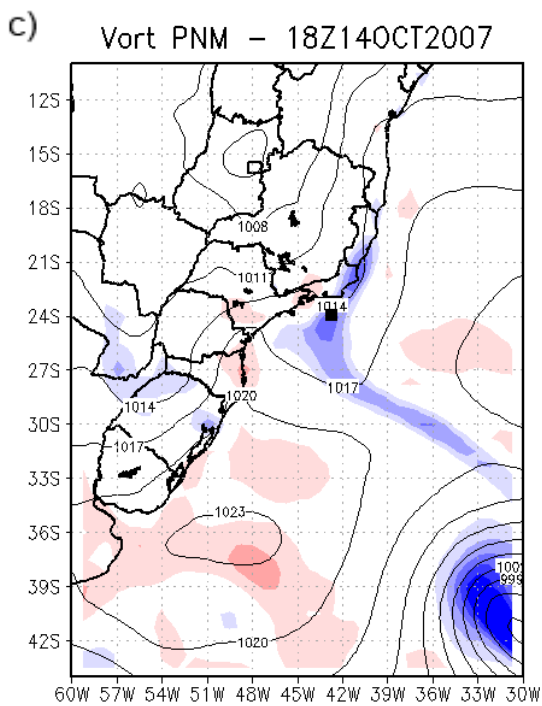 c)
Vort PNM – 18Z14OCT2007
12S
15S
18S
1008
21S
1011
24S
1014
27S
1017
1020
1014
30S
1017
33S
1023
36S
999
39S
42S
1020
60W 57W 54W 51W 48W 45W 42W 39W 36W 33W 30W